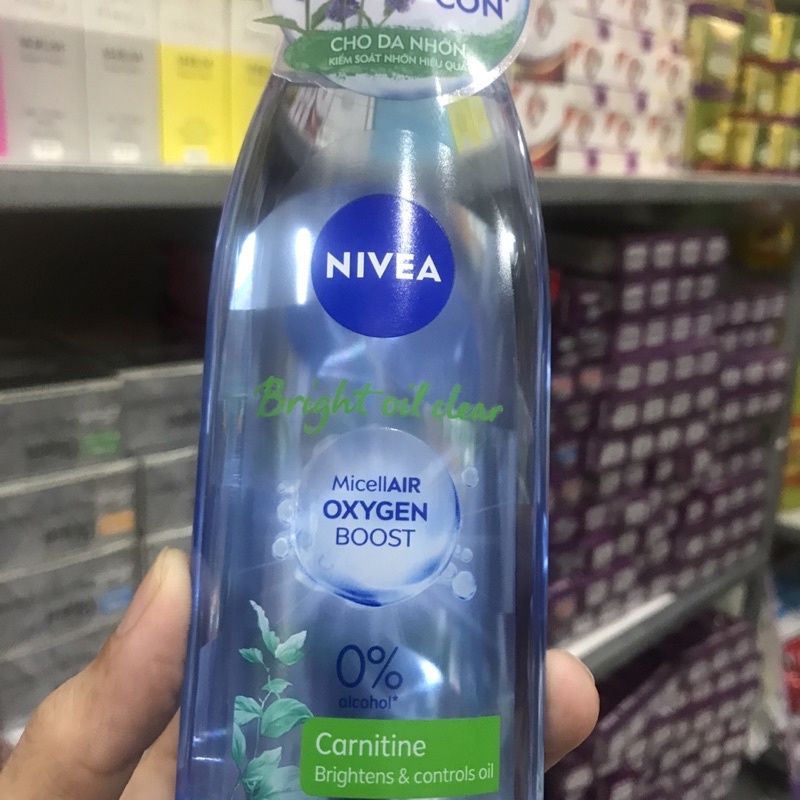 CỒN*
CHO DA NHỜN
KIỂM SOÁT NHỜN HIỆU QUẢ
NIVEA
Bright oil clear
MicellAIR
OXYGEN
BOOST
0%
alcohol*
Carnitine
Brightens & controls oil